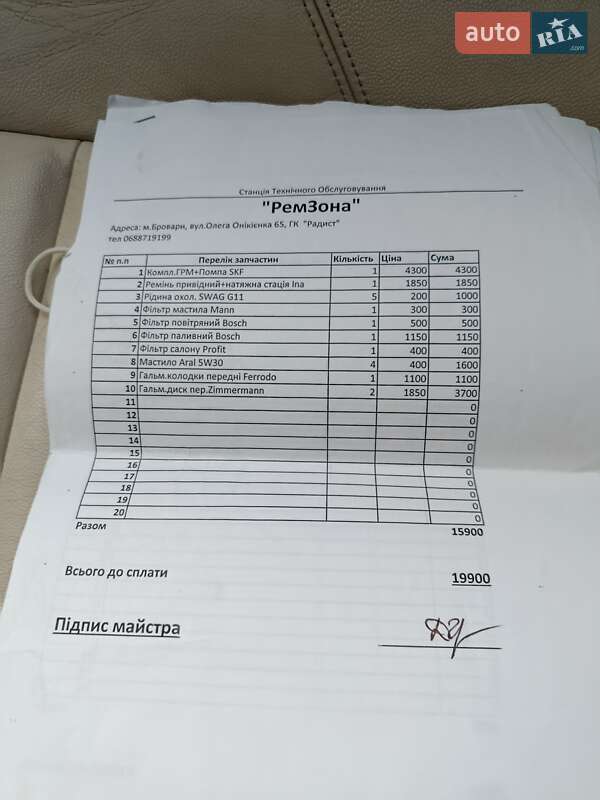 auto RIA .com
Станція Технічного Обслуговування
"РемЗона"
Адреса: м.Бровари, вул.Олега Онікієнка 65, ГК "Радист"
тел 0688719199
№ п.п Перелік запчастин Кількість Ціна Сума
1 Компл.ГРМ+Помпа SKF 1 4300 4300
2 Ремінь привідний+натяжна стація Ina 1 1850 1850
3 Рідина охол. SWAG G11 5 200 1000
4 Фільтр мастила Mann 1 300 300
5 Фільтр повітряний Bosch 1 500 500
6 Фільтр паливний Bosch 1 1150 1150
7 Фільтр салону Profit 1 400 400
8 Мастило Aral 5W30 4 400 1600
9 Гальм.колодки передні Ferrodo 1 1100 1100
10 Гальм.диск пер.Zimmermann 2 1850 3700
11 0
12 0
13 0
14 0
15 0
16 0
17 0
18 0
19 0
20 0
Разом 15900
Всього до сплати 19900
Підпис майстра